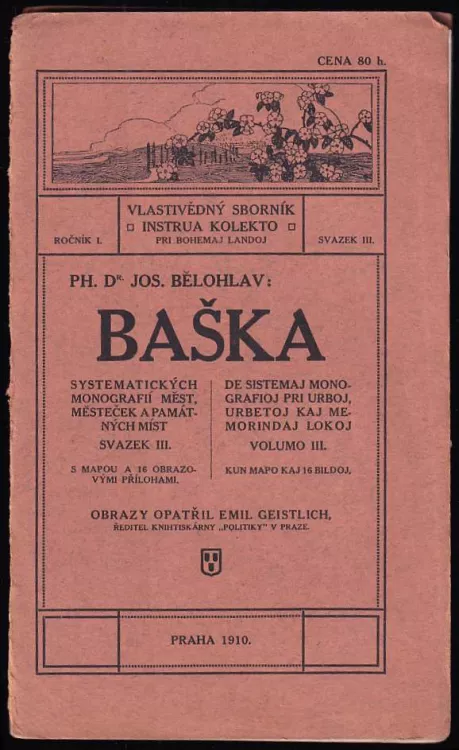 CENA 80 h.
VLASTIVĚDNÝ SBORNÍK
INSTRUA KOLEKTO
ROČNÍK I.
PRI BOHEMAJ LANDOJ
SVAZEK III.
PH. DR. JOS. BĚLOHLAV:
BAŠKA
SYSTEMATICKÝCH
MONOGRAFIÍ MĚST,
MĚSTEČEK A PAMÁT-
NÝCH MÍST
SVAZEK III.
S MAPOU A 16 OBRAZO-
VÝMI PŘÍLOHAMI.
DE SISTEMAJ MONO-
GRAFIOJ PRI URBOJ,
URBETOJ KAJ ME-
MORINDAJ LOKOJ
VOLUMO III.
KUN MAPO KAJ 16 BILDOJ.
OBRAZY OPATŘIL EMIL GEISTLICH,
ŘEDITEL KNIHTISKÁRNY „POLITIKY" V PRAZE.
PRAHA 1910.